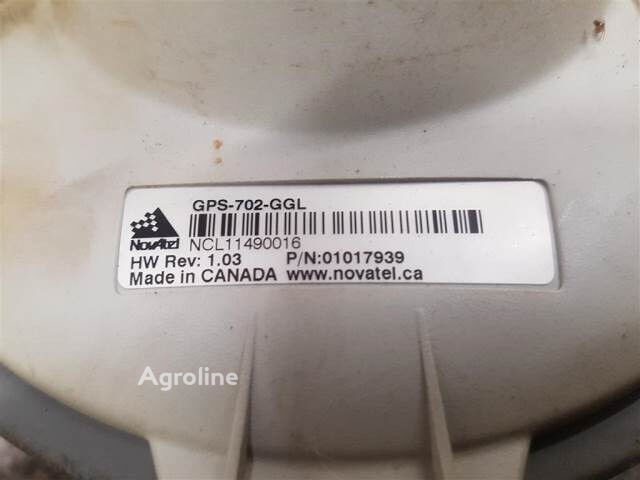 GPS-702-GGL
NovAtel
NCL11490016
HW Rev: 1.03 P/N:01017939
Made in CANADA www.novatel.ca
Agroline